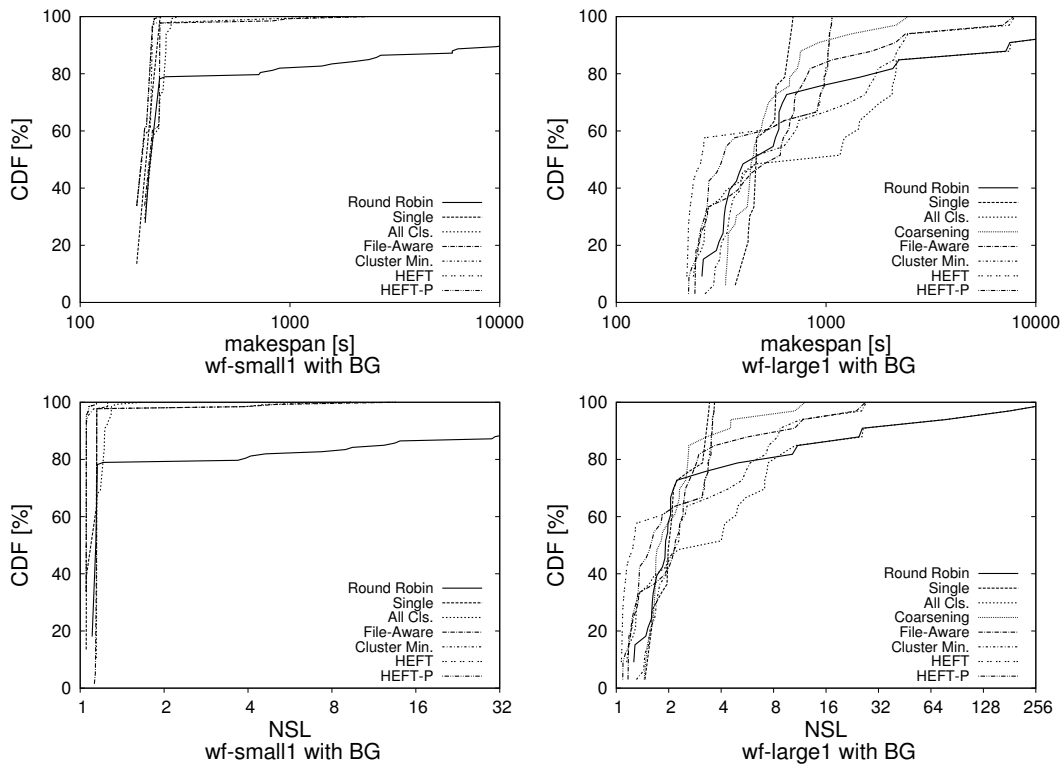 100
80
60
40
20
0
CDF [%]
Round Robin
Single
All Cls.
File-Aware
Cluster Min.
HEFT
HEFT-P
100
1000
10000
makespan [s]
wf-small1 with BG
100
80
60
40
20
0
CDF [%]
Round Robin
Single
All Cls.
Coarsening
File-Aware
Cluster Min.
HEFT
HEFT-P
100
1000
10000
makespan [s]
wf-large1 with BG
100
80
60
40
20
0
CDF [%]
Round Robin
Single
All Cls.
File-Aware
Cluster Min.
HEFT
HEFT-P
1
2
4
8
16
32
NSL
wf-small1 with BG
100
80
60
40
20
0
CDF [%]
Round Robin
Single
All Cls.
Coarsening
File-Aware
Cluster Min.
HEFT
HEFT-P
1
2
4
8
16
32
64
128
256
NSL
wf-large1 with BG